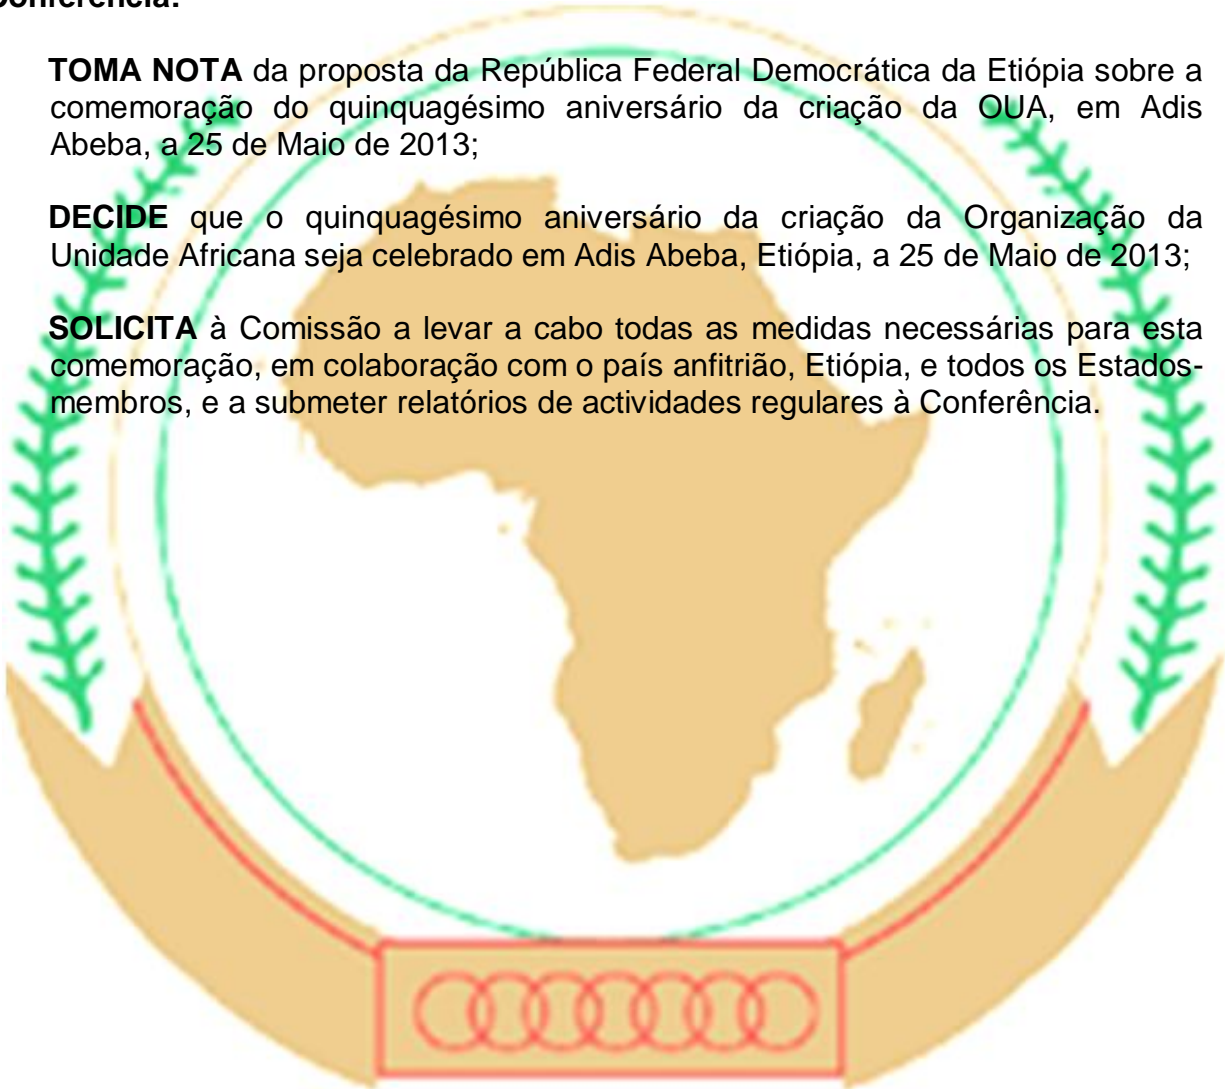 Conferência:
TOMA NOTA da proposta da República Federal Democrática da Etiópia sobre a
comemoração do quinquagésimo aniversário da criação da OUA, em Adis
Abeba, a 25 de Maio de 2013;
DECIDE que o quinquagésimo aniversário da criação da Organização da
Unidade Africana seja celebrado em Adis Abeba, Etiópia, a 25 de Maio de 2013;
SOLICITA à Comissão a levar a cabo todas as medidas necessárias para esta
comemoração, em colaboração com o país anfitrião, Etiópia, e todos os Estados-
membros, e a submeter relatórios de actividades regulares à Conferência.